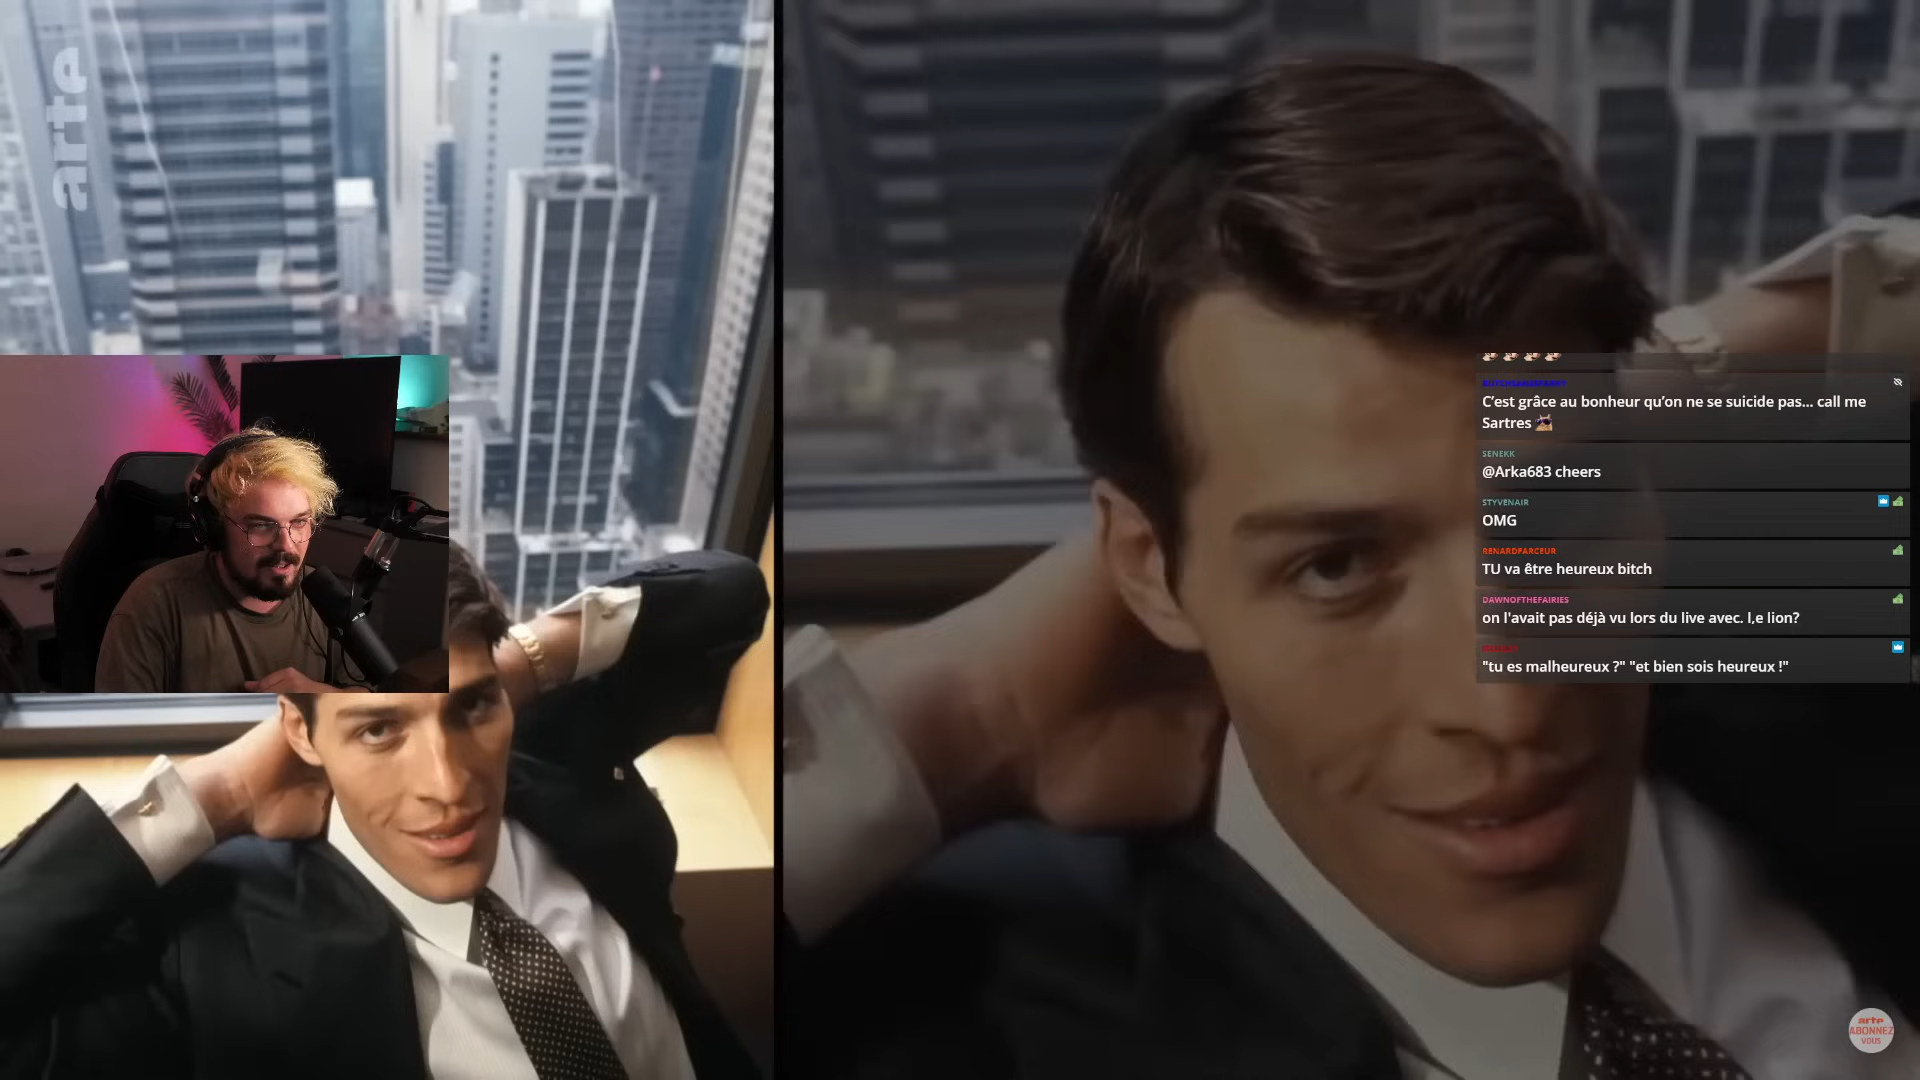 arte
C'est grâce au bonheur qu'on ne se suicide pas... call me
Sartres
SENEKK
@Arka683 cheers
STYVENAIR
OMG
RENARDFARCEUR
TU va être heureux bitch
DAWNOFTHEFAIRIES
on l'avait pas déjà vu lors du live avec. l,e lion?
"tu es malheureux ?" "et bien sois heureux !"
arte
ABONNEZ
VOUS